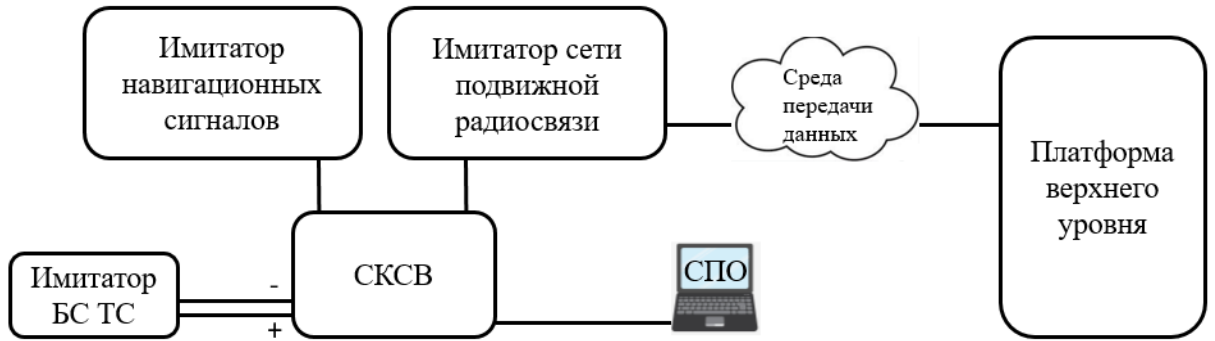 Имитатор
навигационных
сигналов
Имитатор сети
подвижной
радиосвязи
Среда
передачи
данных
Платформа
верхнего
уровня
Имитатор
БС ТС
-
+
СКСВ
СПО